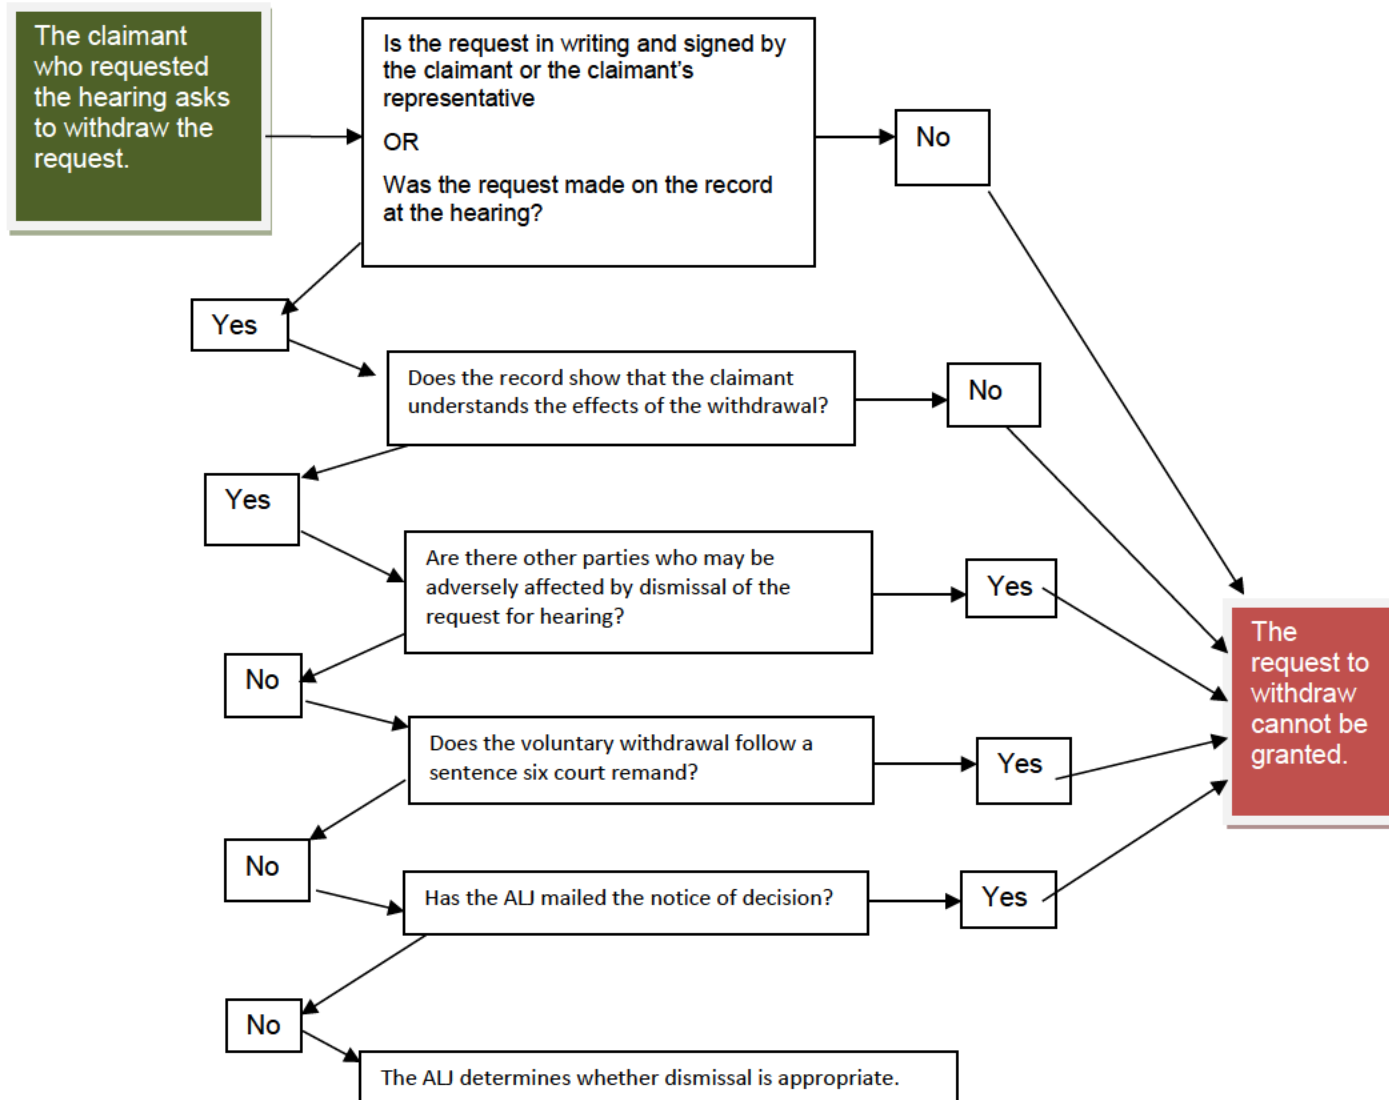 The claimant
who requested
the hearing asks
to withdraw the
request.
Is the request in writing and signed by
the claimant or the claimant's
representative
OR
Was the request made on the record
at the hearing?
No
Yes
Does the record show that the claimant
understands the effects of the withdrawal?
No
Yes
Are there other parties who may be
adversely affected by dismissal of the
request for hearing?
Yes
The
request to
withdraw
cannot be
granted.
No
Does the voluntary withdrawal follow a
sentence six court remand?
Yes
No
Has the ALJ mailed the notice of decision?
Yes
No
The ALJ determines whether dismissal is appropriate.